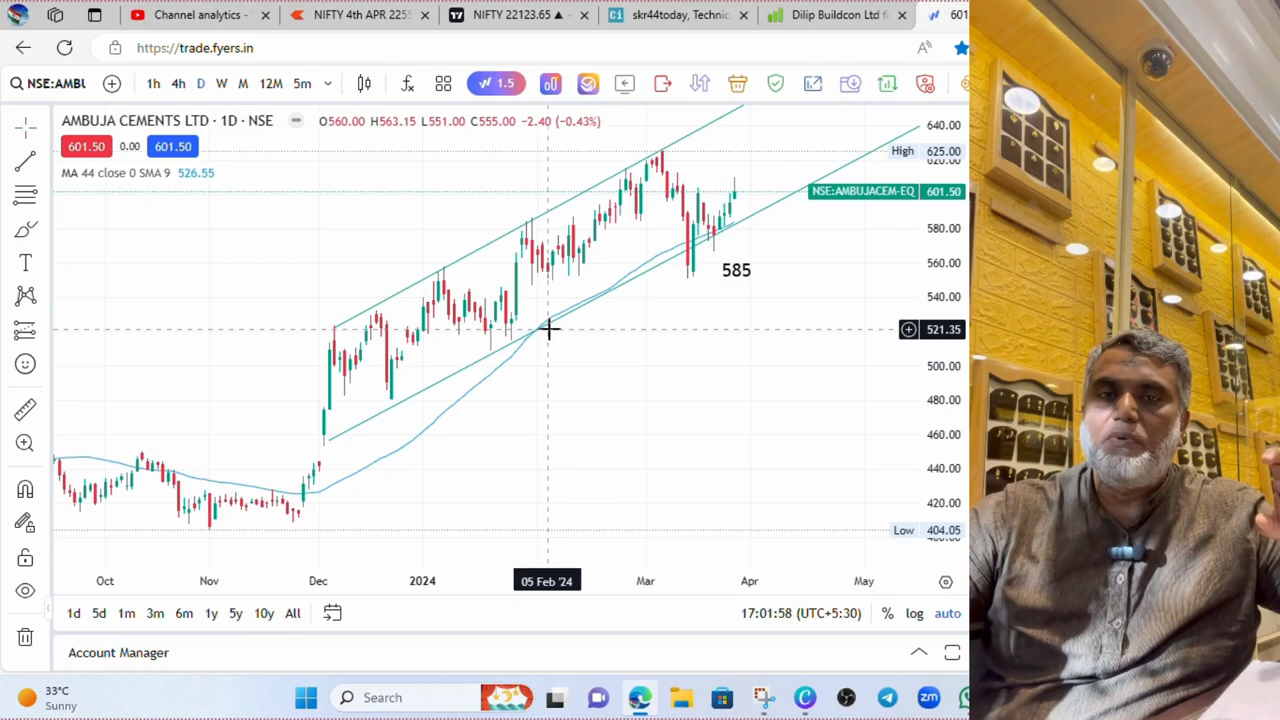 Channel analytics -
NIFTY 4th APR 2255
NIFTY 22123.65 ▲
skr44today, Technic
Dilip Buildcon Ltd fi
601
https://trade.fyers.in
NSE:AMBU
1h 4h D W M 12M 5m
1.5
AMBUJA CEMENTS LTD · 1D · NSE
O560.00 H563.15 L551.00 C555.00 -2.40 (-0.43%)
601.50 0.00 601.50
MA 44 close 0 SMA 9 526.55
640.00
High 625.00
620.00
NSE:AMBUJACEM-EQ 601.50
580.00
585
560.00
540.00
521.35
500.00
480.00
460.00
440.00
420.00
Low 404.05
400.00
Oct Nov Dec 2024 05 Feb '24 Mar Apr May
1d 5d 1m 3m 6m 1y 5y 10y All
17:01:58 (UTC+5:30) % log auto
Account Manager
33°C
Sunny
Search
zm